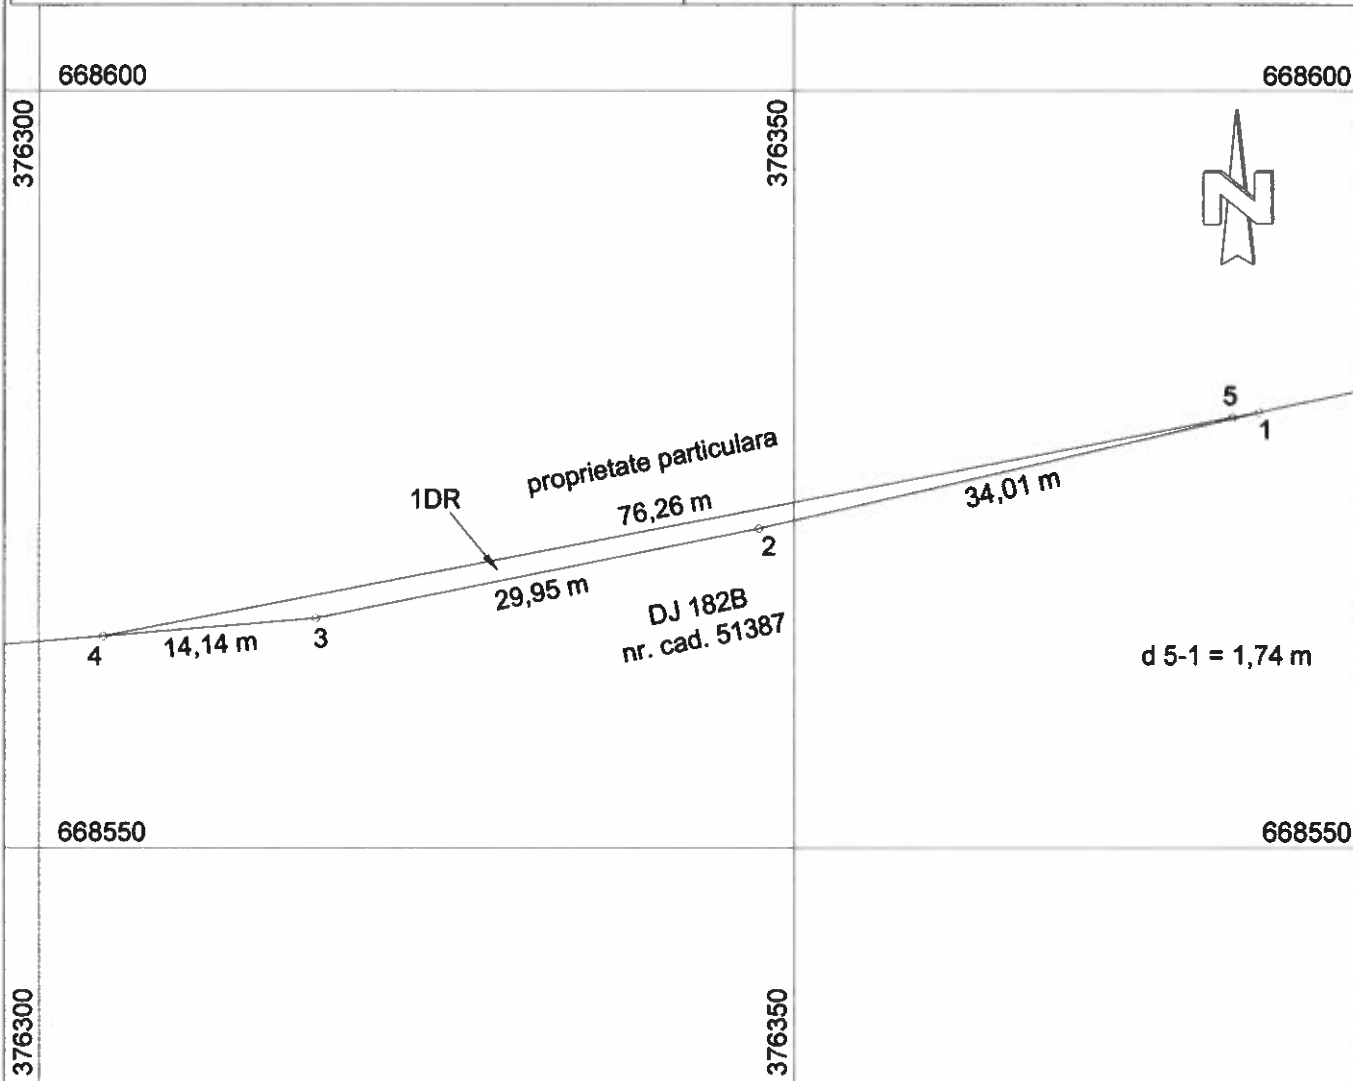 668600
668600
376300
376350
N
5
1
proprietate particulara
1DR
76,26 m
34,01 m
2
29,95 m
DJ 182B
nr. cad. 51387
14,14 m
3
4
d 5-1 = 1,74 m
668550
668550
376300
376350